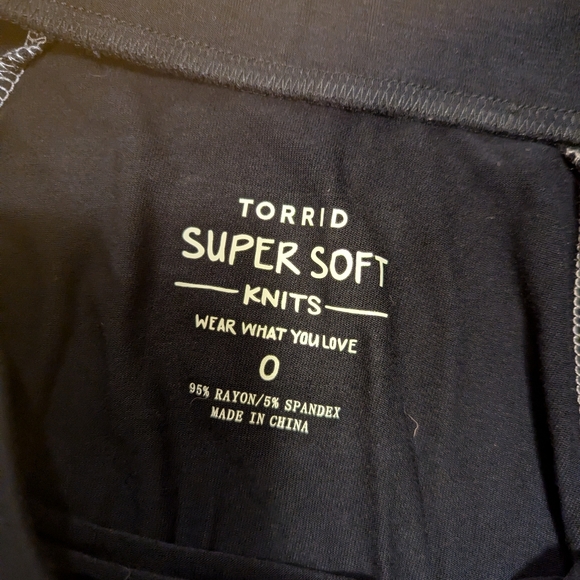 TORRID
SUPER SOFT
KNITS
WEAR WHAT YOU LOVE
0
95% RAYON/5% SPANDEX
MADE IN CHINA